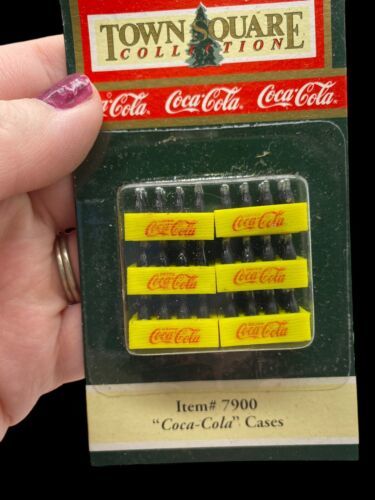 TOWN SQUARE
COLLECTION
Coca-Cola Coca-Cola Coca-Cola
Coca-Cola Coca-Cola
Coca-Cola Coca-Cola
Coca-Cola Coca-Cola
Item# 7900
"Coca-Cola" Cases